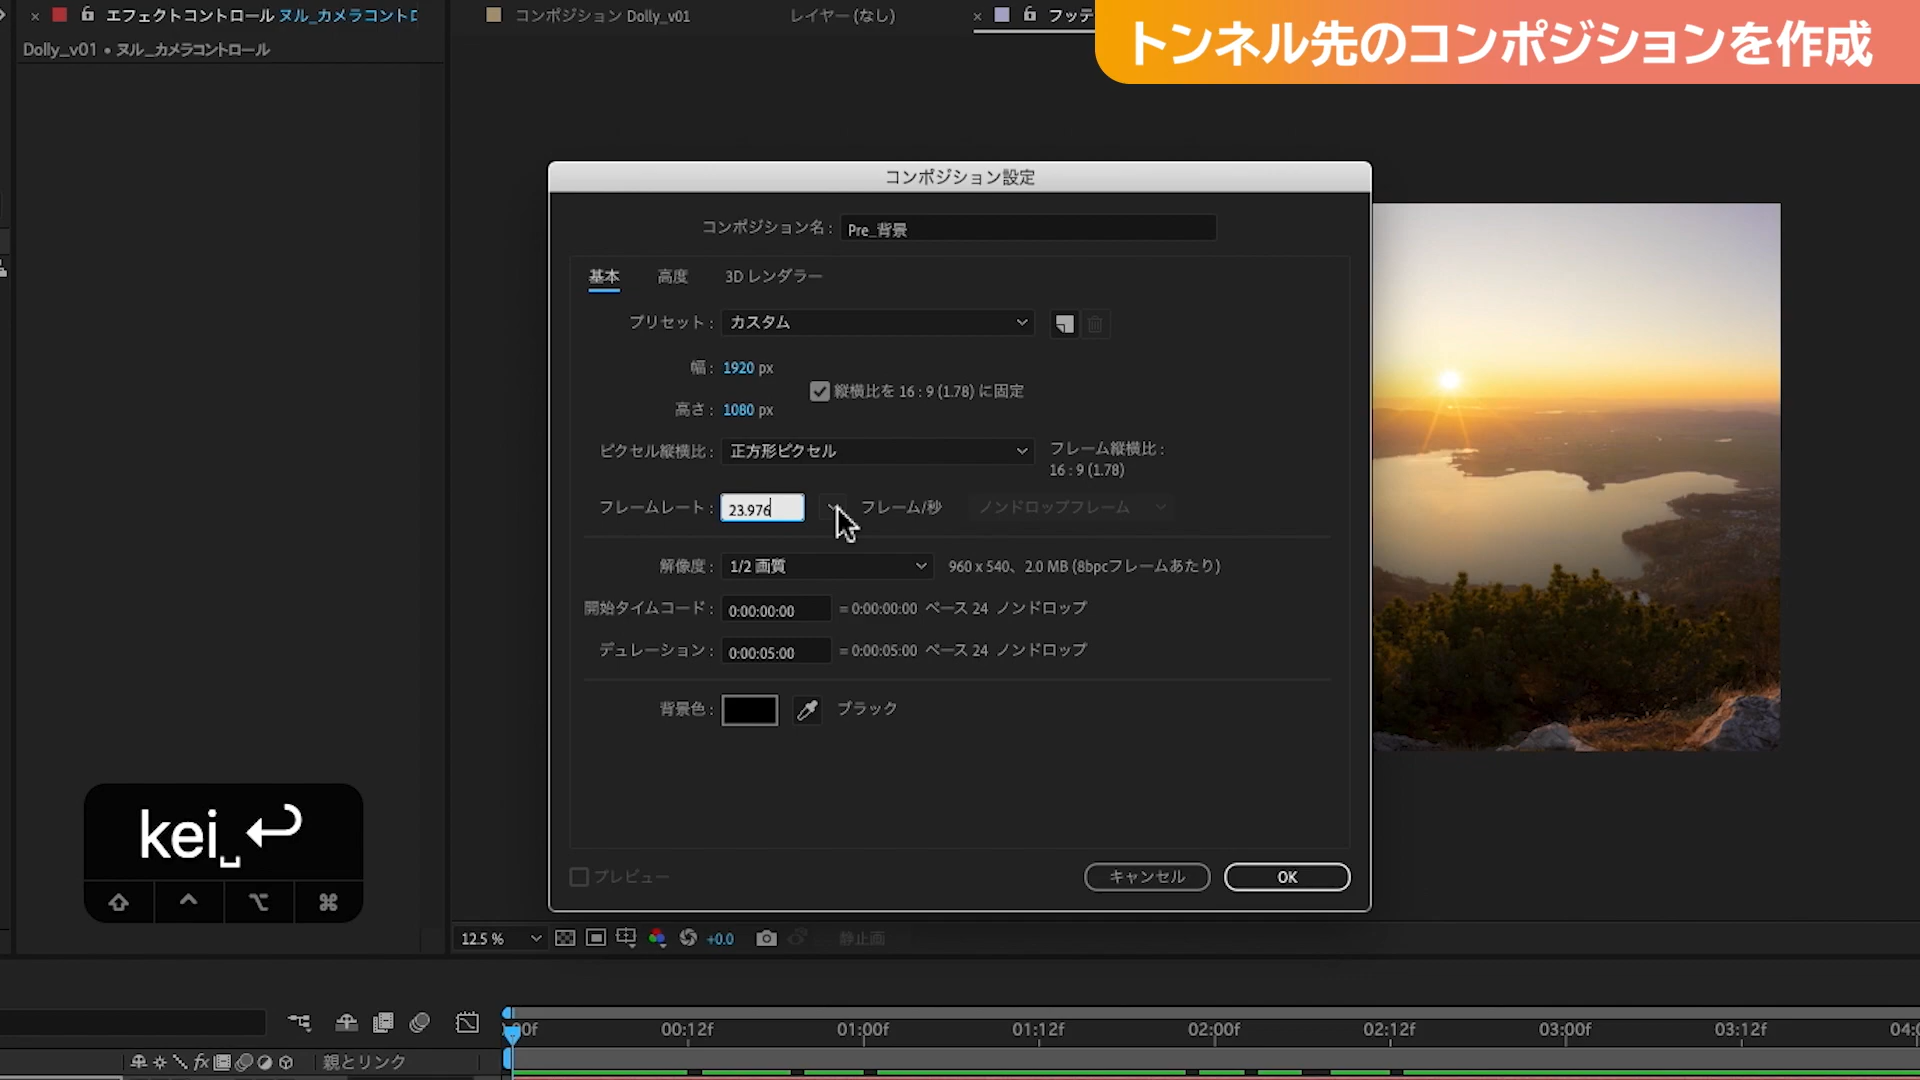 エフェクトコントロール ヌル_カメラコント
コンポジション Dolly_v01
レイヤー (なし)
フッテ
トンネル先のコンポジションを作成
Dolly_v01 • ヌル_カメラコントロール
コンポジション設定
コンポジション名 : Pre_背景
基本 高度 3D レンダラー
プリセット : カスタム
幅 : 1920 px
縦横比を 16 : 9 (1.78) に固定
高さ : 1080 px
ピクセル縦横比 : 正方形ピクセル
フレーム縦横比 :
16 : 9 (1.78)
フレームレート : 23.976 フレーム/秒 ノンドロップフレーム
解像度 : 1/2 画質 960 x 540、2.0 MB (8bpcフレームあたり)
開始タイムコード : 0:00:00:00 = 0:00:00:00 ベース 24 ノンドロップ
デュレーション : 0:00:05:00 = 0:00:05:00 ベース 24 ノンドロップ
背景色 : ブラック
プレビュー
キャンセル OK
kei␣↩
12.5 % +0.0 静止画
00f 00:12f 01:00f 01:12f 02:00f 02:12f 03:00f 03:12f 04:
fx 親とリンク